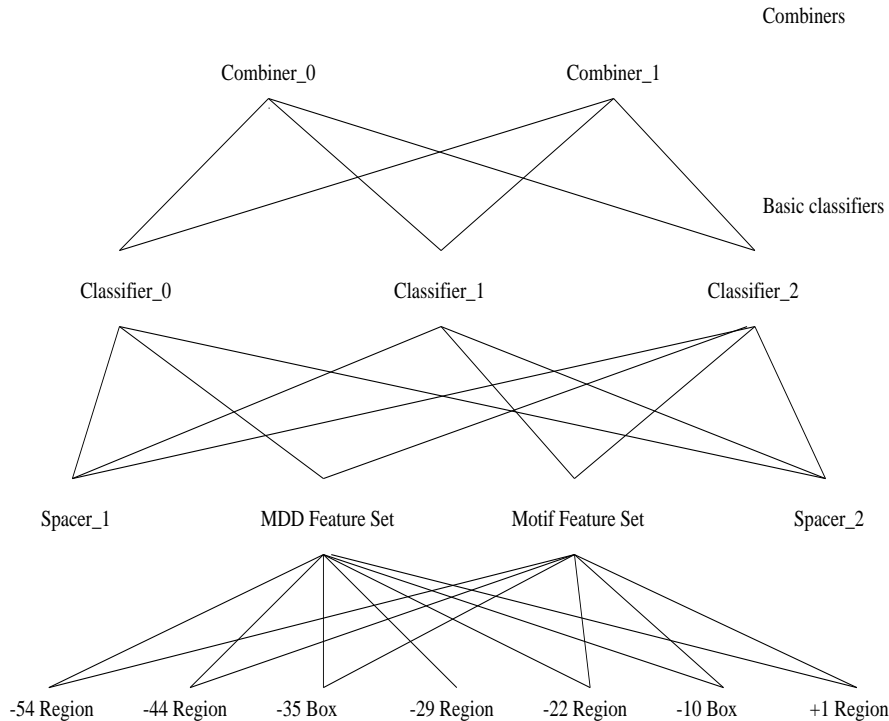 Combiners
Combiner_0 Combiner_1
Basic classifiers
Classifier_0 Classifier_1 Classifier_2
Spacer_1 MDD Feature Set Motif Feature Set Spacer_2
-54 Region -44 Region -35 Box -29 Region -22 Region -10 Box +1 Region